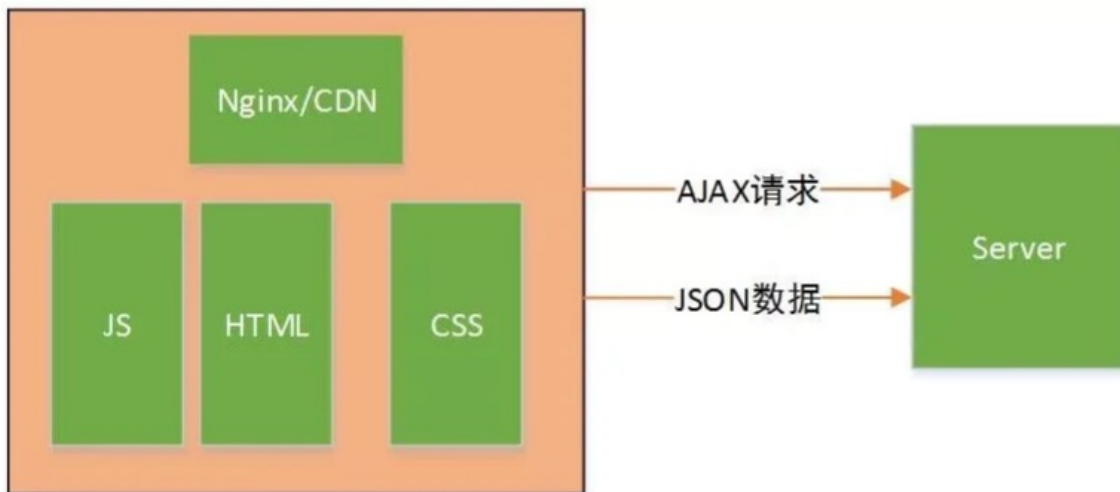 Nginx/CDN
AJAX请求
Server
JSON数据
JS
HTML
CSS